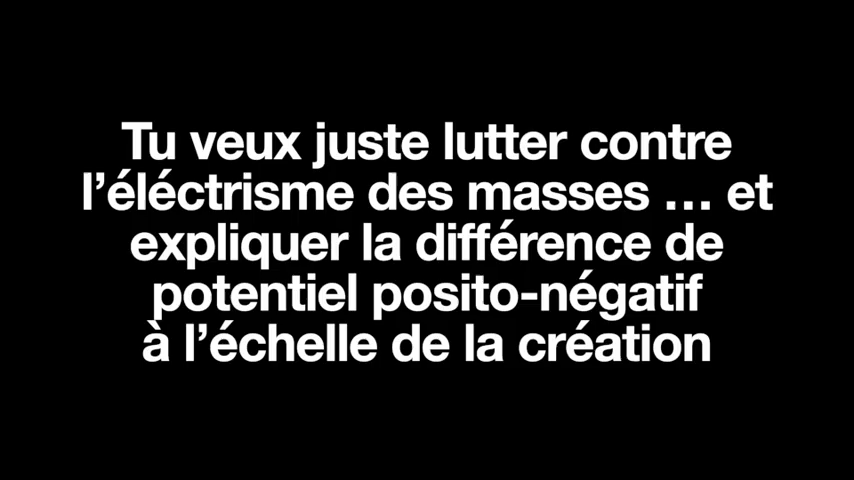 Tu veux juste lutter contre
l’éléctrisme des masses … et
expliquer la différence de
potentiel posito-négatif
à l’échelle de la création